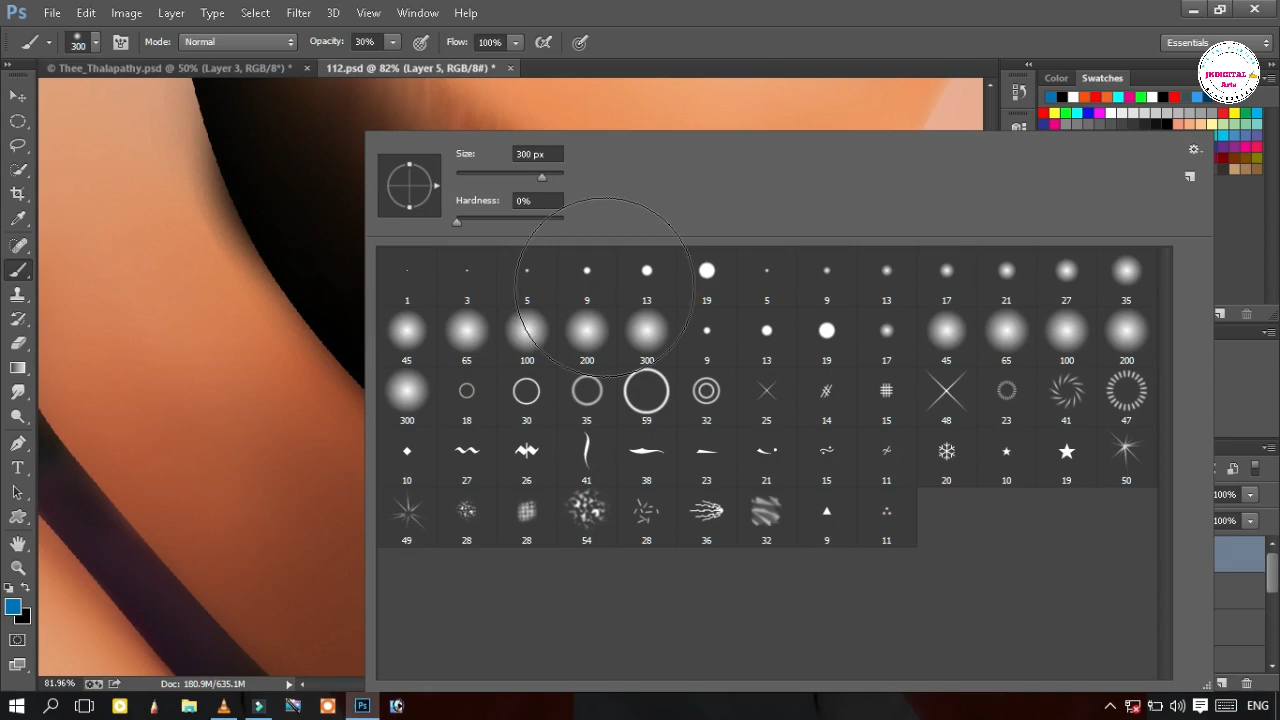 Ps File Edit Image Layer Type Select Filter 3D View Window Help
300 Mode: Normal Opacity: 30% Flow: 100% Essentials
© Thee_Thalapathy.psd @ 50% (Layer 3, RGB/8*) * × 112.psd @ 82% (Layer 5, RGB/8#) * × Color Swatches
JKDIGITAL
Arts
Size: 300 px
Hardness: 0%
1 3 5 9 13 19 5 9 13 17 21 27 35
45 65 100 200 300 9 13 19 17 45 65 100 200
300 18 30 35 59 32 25 14 15 48 23 41 47
10 27 26 41 38 23 21 15 11 20 10 19 50
49 28 28 54 28 36 32 9 11
100%
100%
T
81.96% Doc: 180.9M/635.1M
Ps ENG